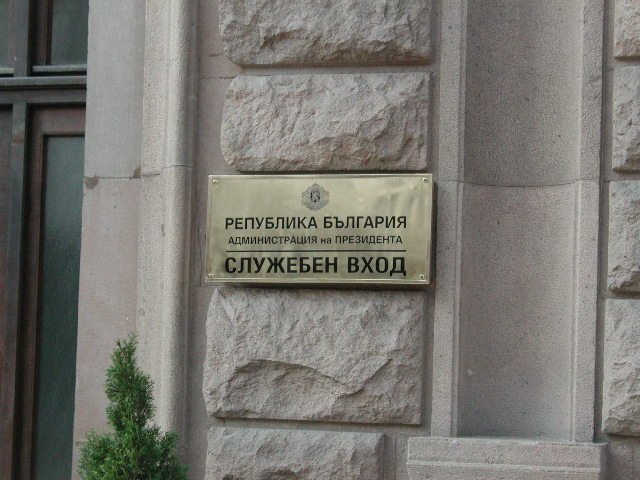 РЕПУБЛИКА БЪЛГАРИЯ
АДМИНИСТРАЦИЯ на ПРЕЗИДЕНТА
СЛУЖЕБЕН ВХОД